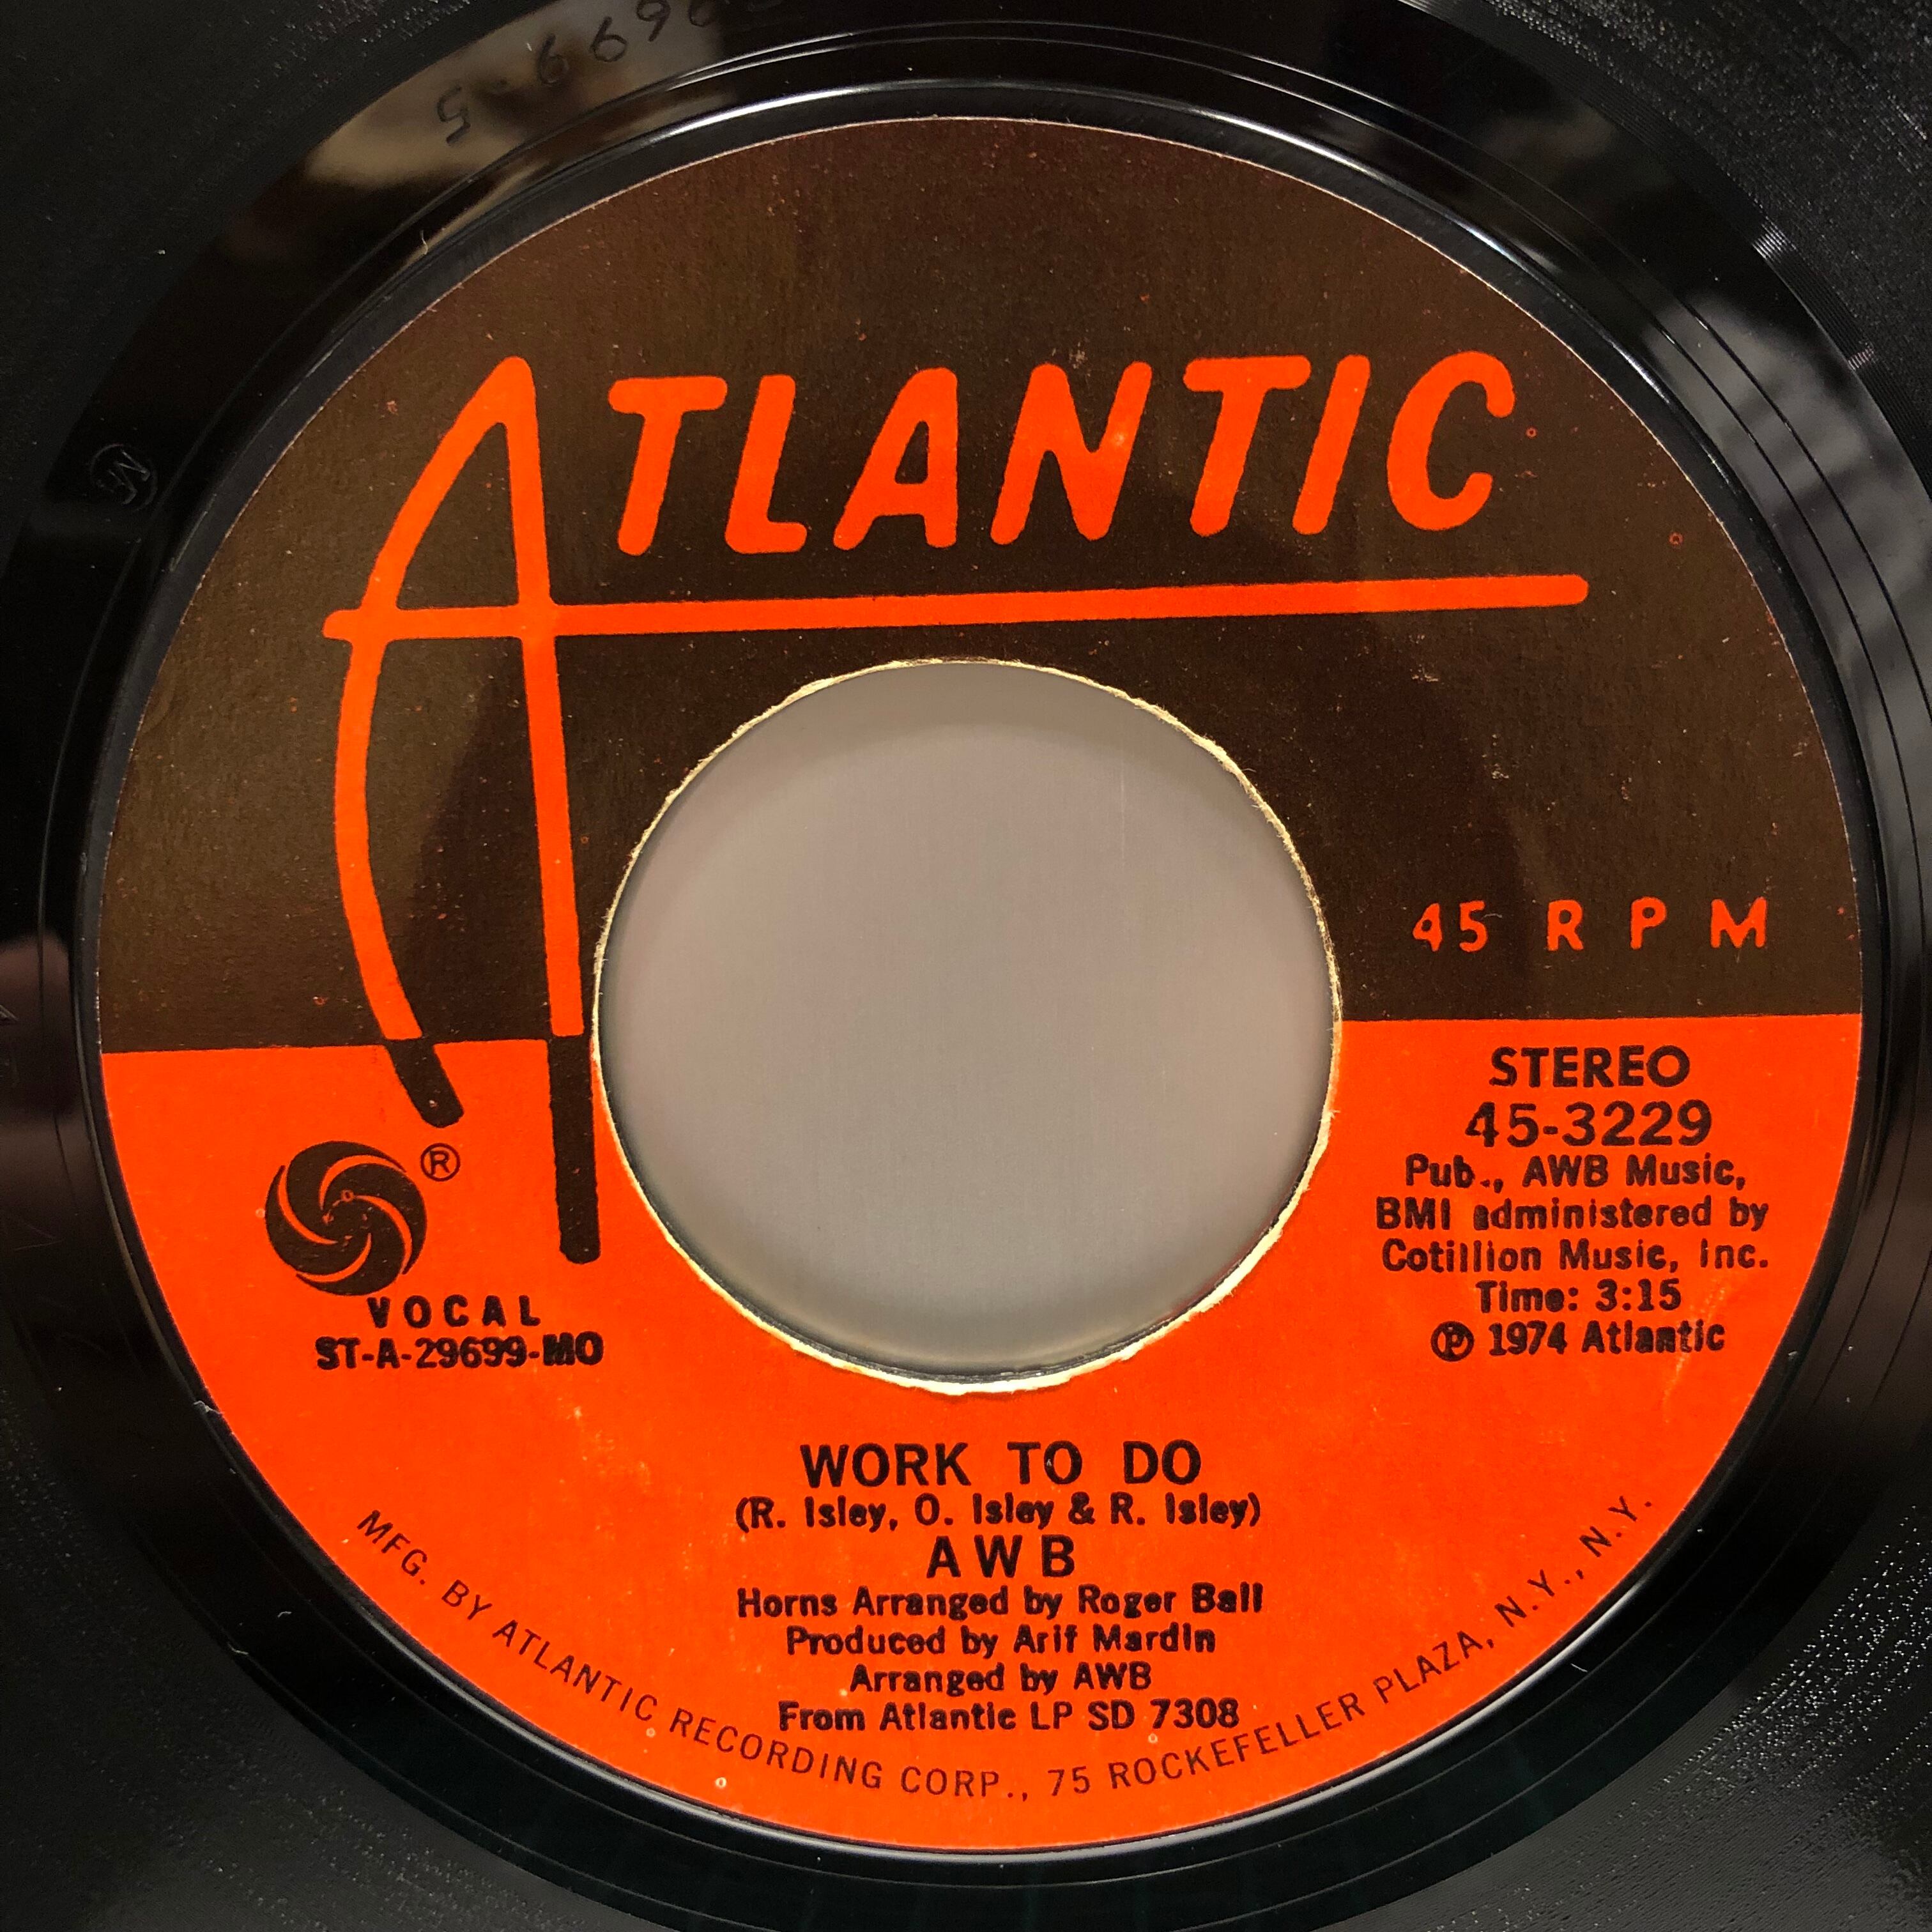 ATLANTIC
45 RPM
STEREO
45-3229
Pub., AWB Music,
BMI administered by
Cotillion Music, Inc.
Time: 3:15
℗ 1974 Atlantic
®
VOCAL
ST-A-29699-MO
WORK TO DO
(R. Isley, O. Isley & R. Isley)
AWB
Horns Arranged by Roger Ball
Produced by Arif Mardin
Arranged by AWB
From Atlantic LP SD 7308
MFG. BY ATLANTIC RECORDING CORP., 75 ROCKEFELLER PLAZA, N.Y., N.Y.